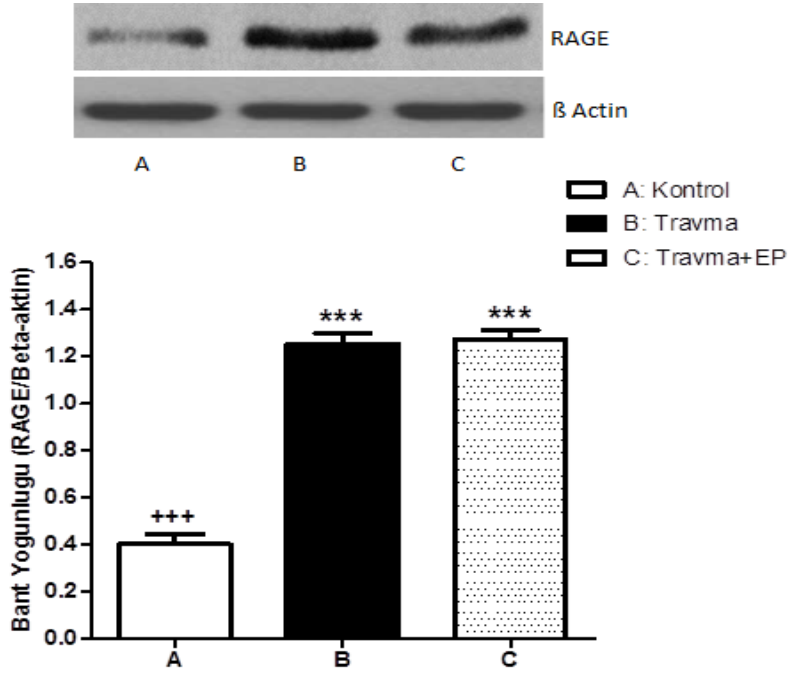 RAGE
ß Actin
A B C
A: Kontrol
B: Travma
C: Travma+EP
Bant Yogunlugu (RAGE/Beta-aktin)
1.6
1.4
1.2
1.0
0.8
0.6
0.4
0.2
0.0
+++
***
***
A B C